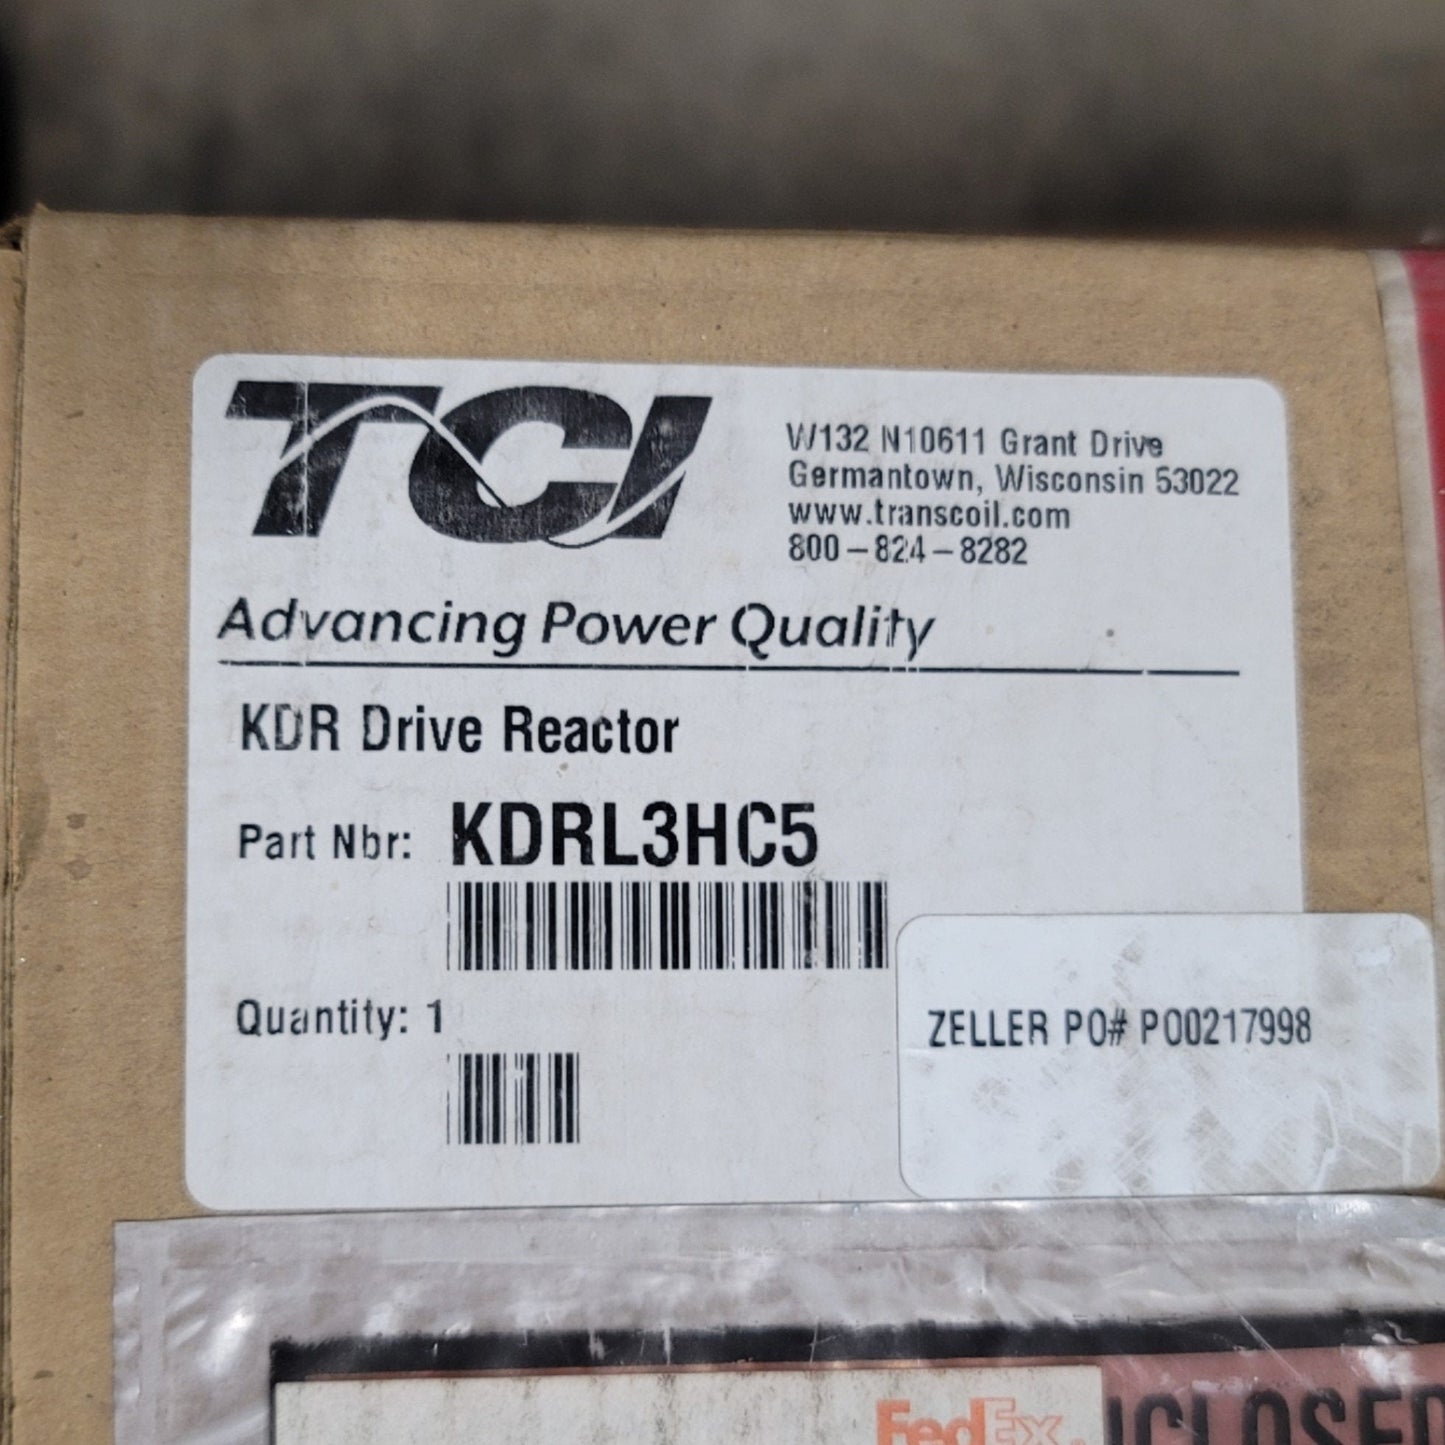 TCI
W132 N10611 Grant Drive
Germantown, Wisconsin 53022
www.transcoil.com
800-824-8282
Advancing Power Quality
KDR Drive Reactor
Part Nbr: KDRL3HC5
Quantity: 1
ZELLER PO# P00217998
FedEx